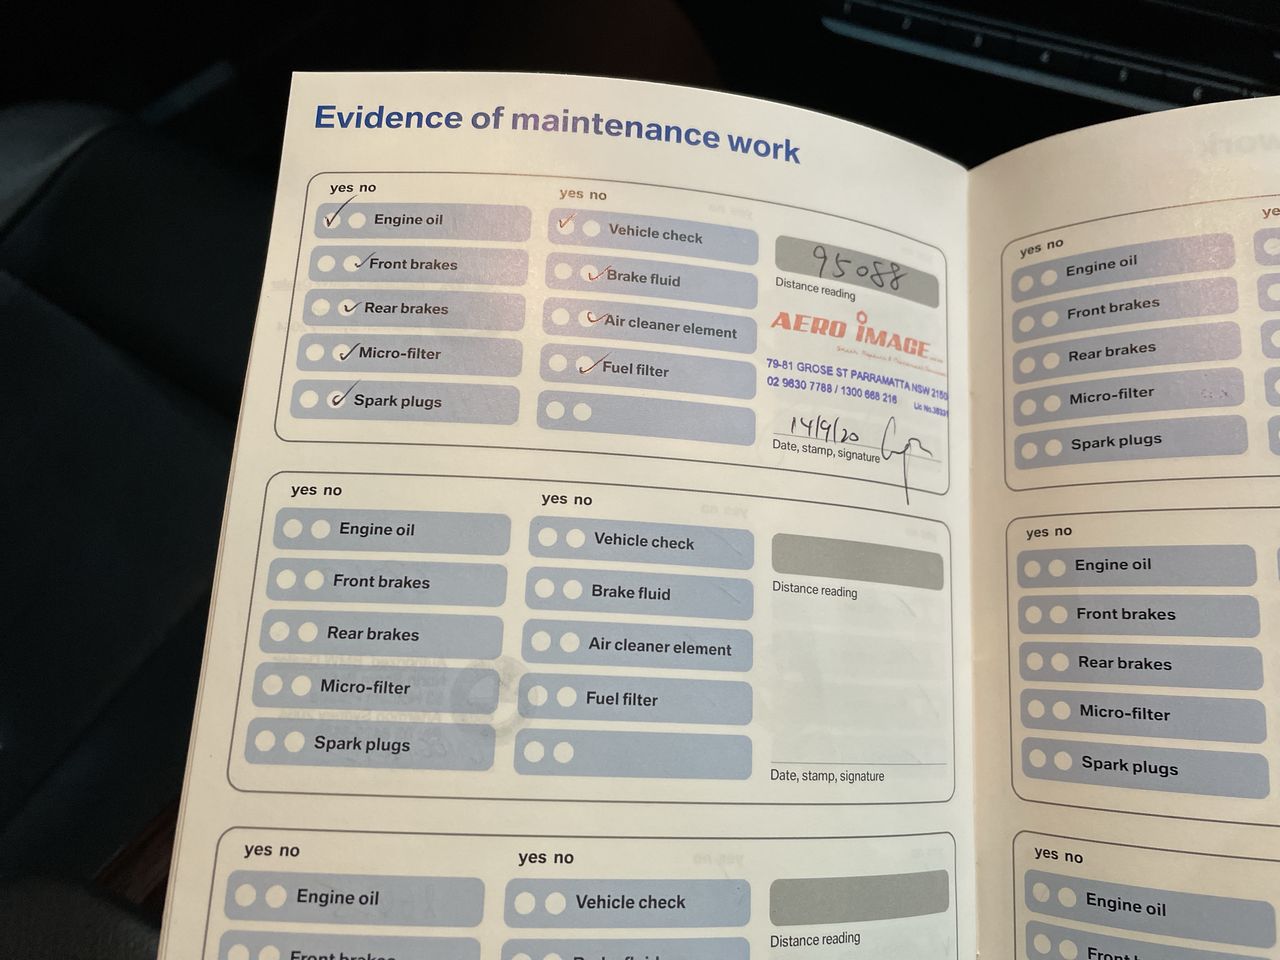 Evidence of maintenance work
yes no
Engine oil
Front brakes
Rear brakes
Micro-filter
Spark plugs
yes no
Vehicle check
Brake fluid
Air cleaner element
Fuel filter
95088
Distance reading
AERO IMAGE
79-81 GROSE ST PARRAMATTA NSW 2150
02 9630 7788 / 1300 668 216
14/9/20
Date, stamp, signature
yes no
Engine oil
Front brakes
Rear brakes
Micro-filter
Spark plugs
yes no
Vehicle check
Brake fluid
Air cleaner element
Fuel filter
Distance reading
Date, stamp, signature
yes no
Engine oil
Front brakes
yes no
Vehicle check
Distance reading
yes no
Engine oil
Front brakes
Rear brakes
Micro-filter
Spark plugs
yes no
Engine oil
Front brakes
Rear brakes
Micro-filter
Spark plugs
yes no
Engine oil